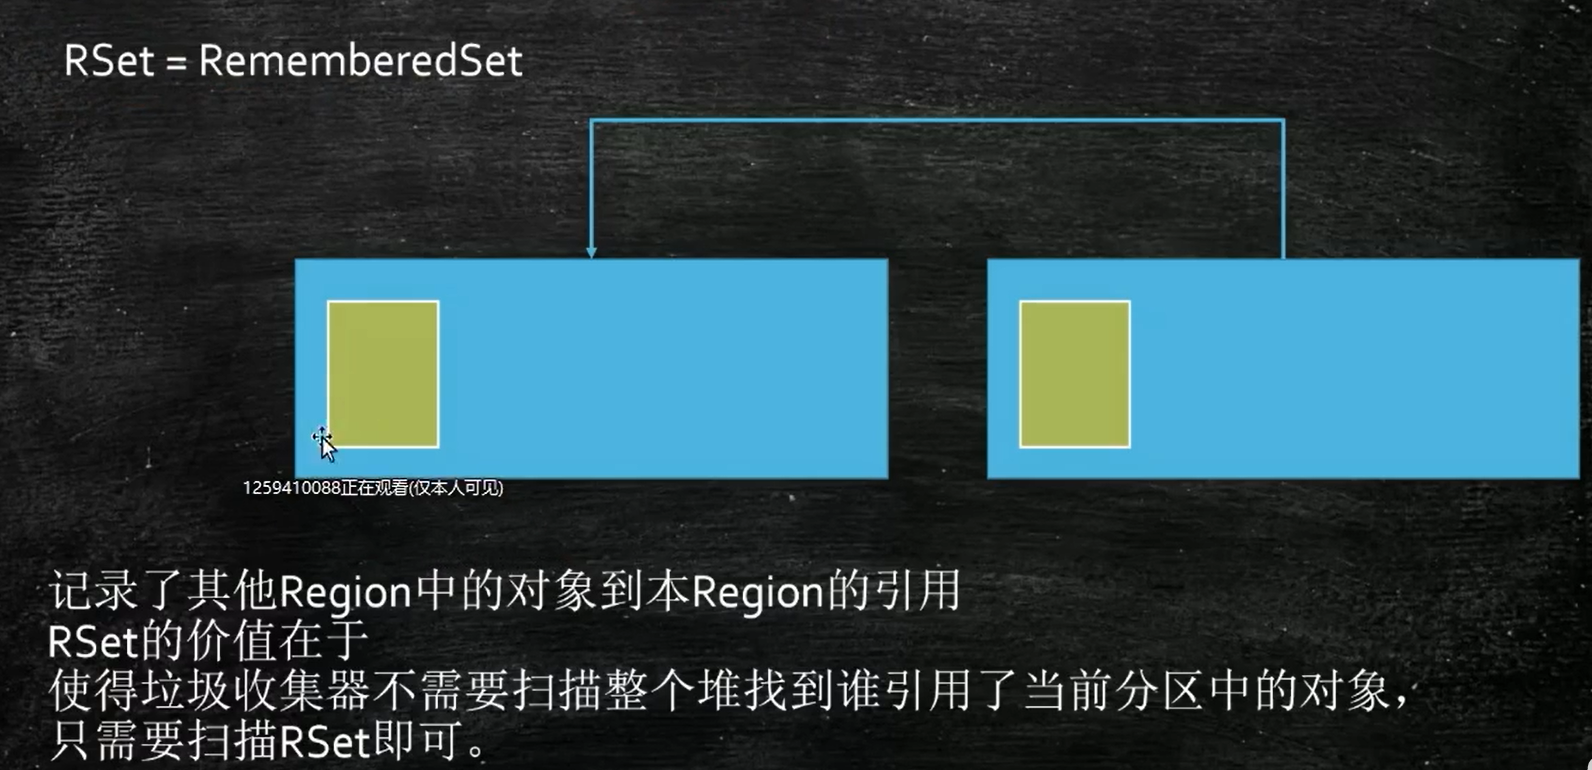 RSet = RememberedSet
1259410088正在观看(仅本人可见)
记录了其他Region中的对象到本Region的引用
RSet的价值在于
使得垃圾收集器不需要扫描整个堆找到谁引用了当前分区中的对象，
只需要扫描RSet即可。